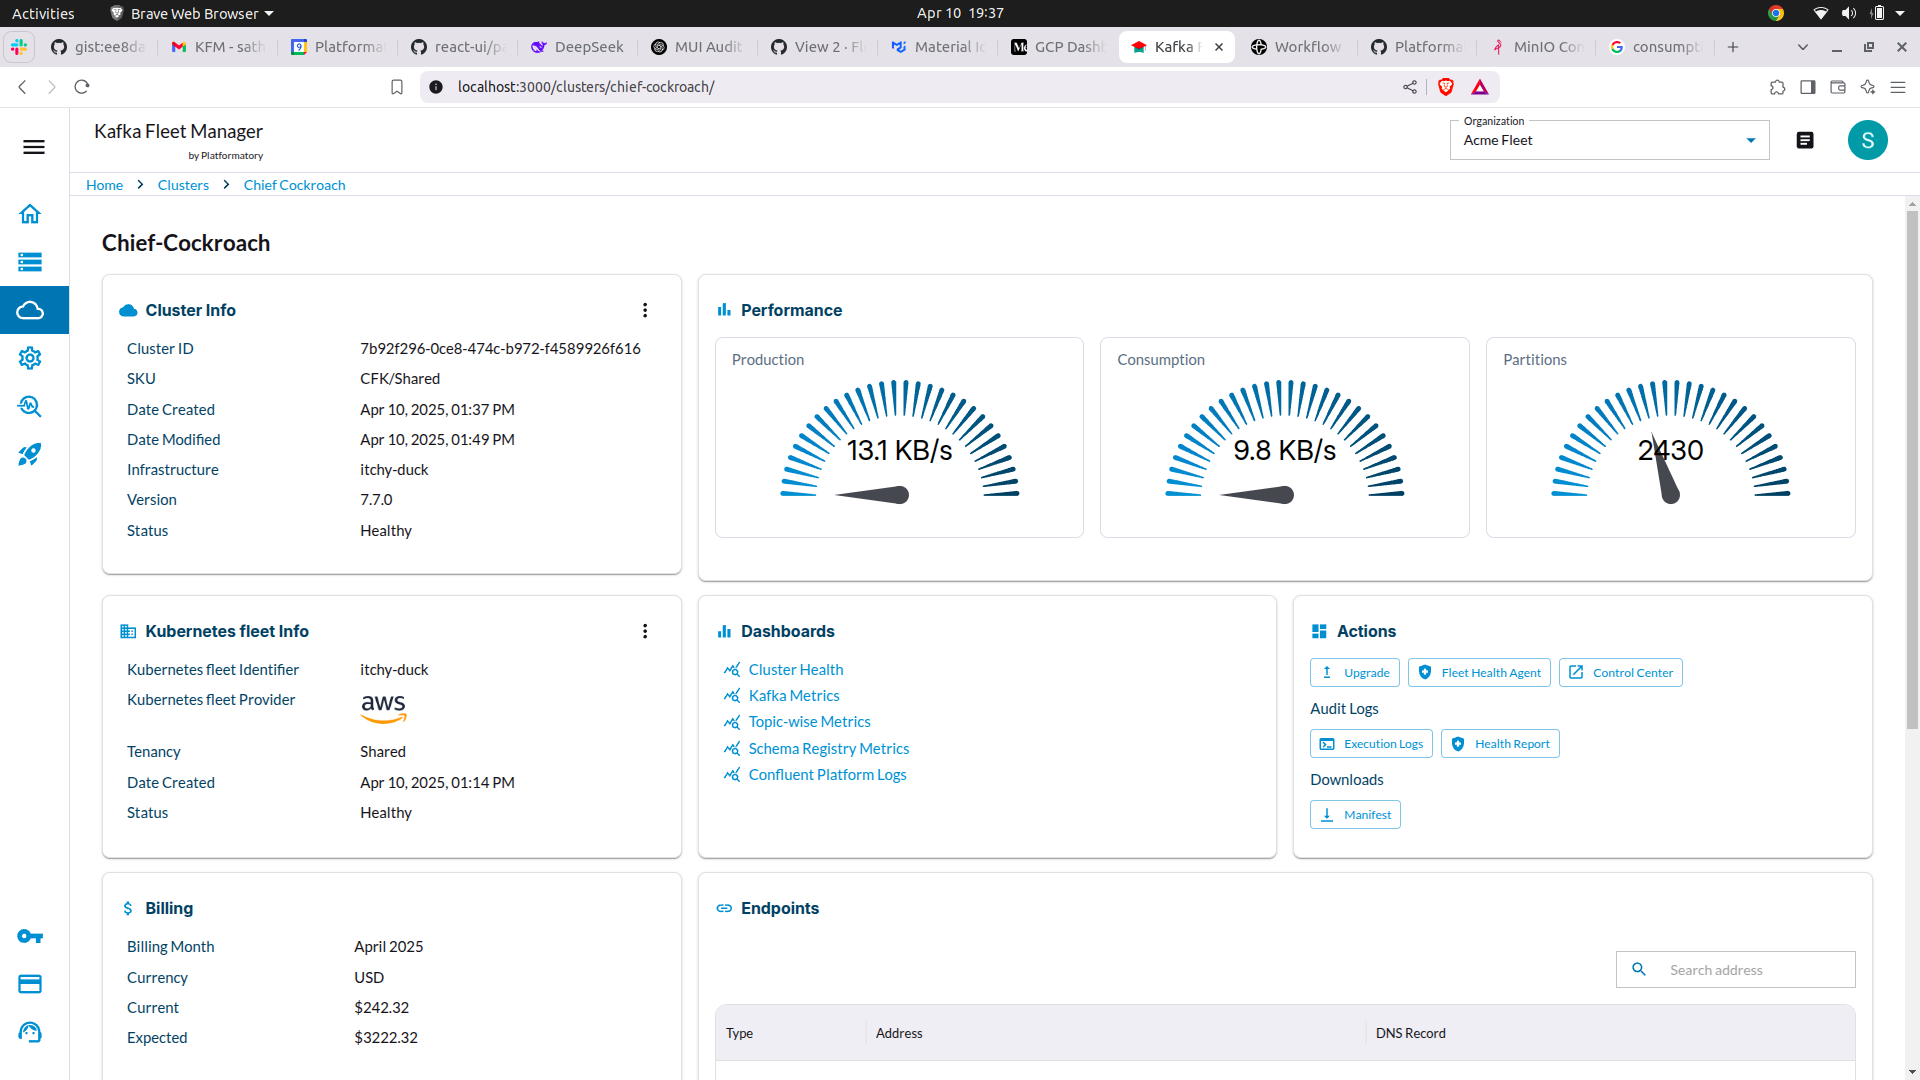 Activities
Brave Web Browser
Apr 10 19:37
gist:ee8da
KFM - sath
Platforma
react-ui/pa
DeepSeek
MUI Audit
View 2 · Fl
Material Ic
GCP Dashb
Kafka F
Workflow
Platforma
MinIO Con
consumpt
localhost:3000/clusters/chief-cockroach/
Kafka Fleet Manager
by Platformatory
Organization
Acme Fleet
S
Home
Clusters
Chief Cockroach
Chief-Cockroach
Cluster Info
Cluster ID 7b92f296-0ce8-474c-b972-f4589926f616
SKU CFK/Shared
Date Created Apr 10, 2025, 01:37 PM
Date Modified Apr 10, 2025, 01:49 PM
Infrastructure itchy-duck
Version 7.7.0
Status Healthy
Performance
Production
13.1 KB/s
Consumption
9.8 KB/s
Partitions
2430
Kubernetes fleet Info
Kubernetes fleet Identifier itchy-duck
Kubernetes fleet Provider aws
Tenancy Shared
Date Created Apr 10, 2025, 01:14 PM
Status Healthy
Dashboards
Cluster Health
Kafka Metrics
Topic-wise Metrics
Schema Registry Metrics
Confluent Platform Logs
Actions
Upgrade
Fleet Health Agent
Control Center
Audit Logs
Execution Logs
Health Report
Downloads
Manifest
Billing
Billing Month April 2025
Currency USD
Current $242.32
Expected $3222.32
Endpoints
Search address
Type Address DNS Record